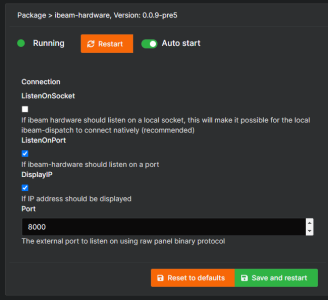 Package > ibeam-hardware, Version: 0.0.9-pre5
Running Restart Auto start
Connection
ListenOnSocket
If ibeam hardware should listen on a local socket, this will make it possible for the local
ibeam-dispatch to connect natively (recommended)
ListenOnPort
If ibeam-hardware should listen on a port
DisplayIP
If IP address should be displayed
Port
8000
The external port to listen on using raw panel binary protocol
Reset to defaults Save and restart